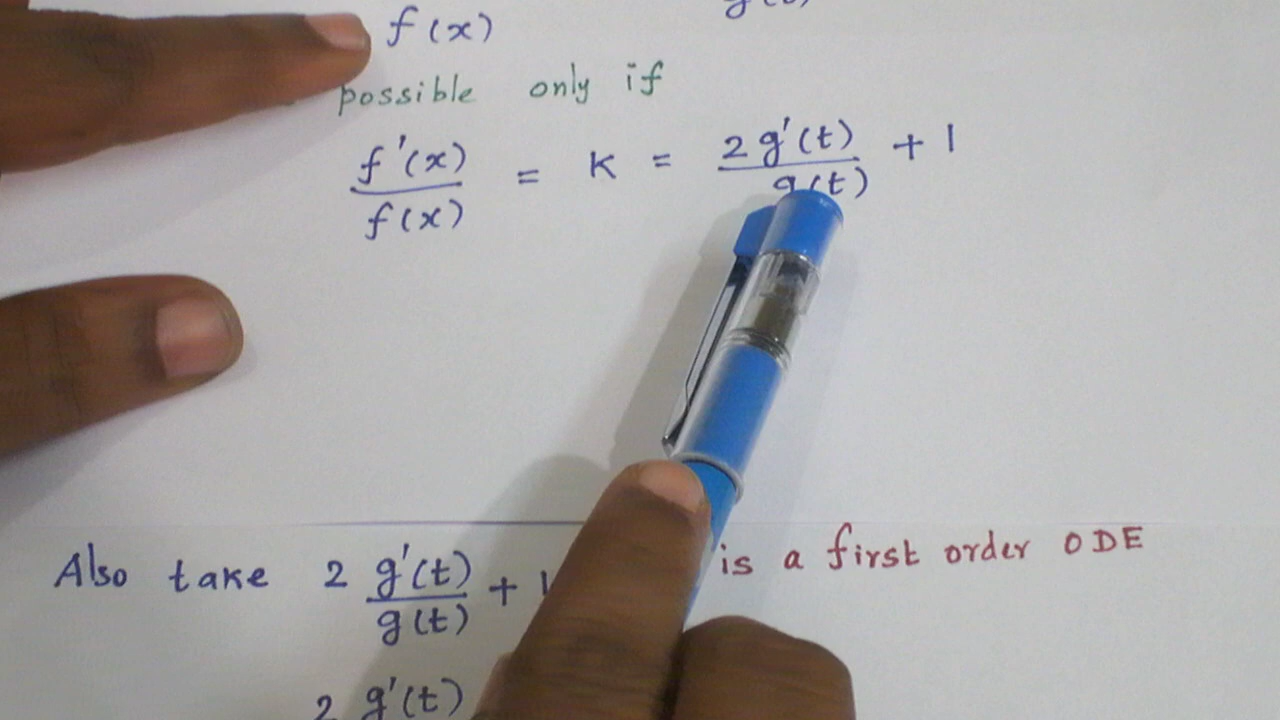 f(x)
possible only if
f'(x)/f(x) = K = 2g'(t)/g(t) + 1
Also take 2 g'(t)/g(t) + 1 is a first order ODE
2 g'(t)